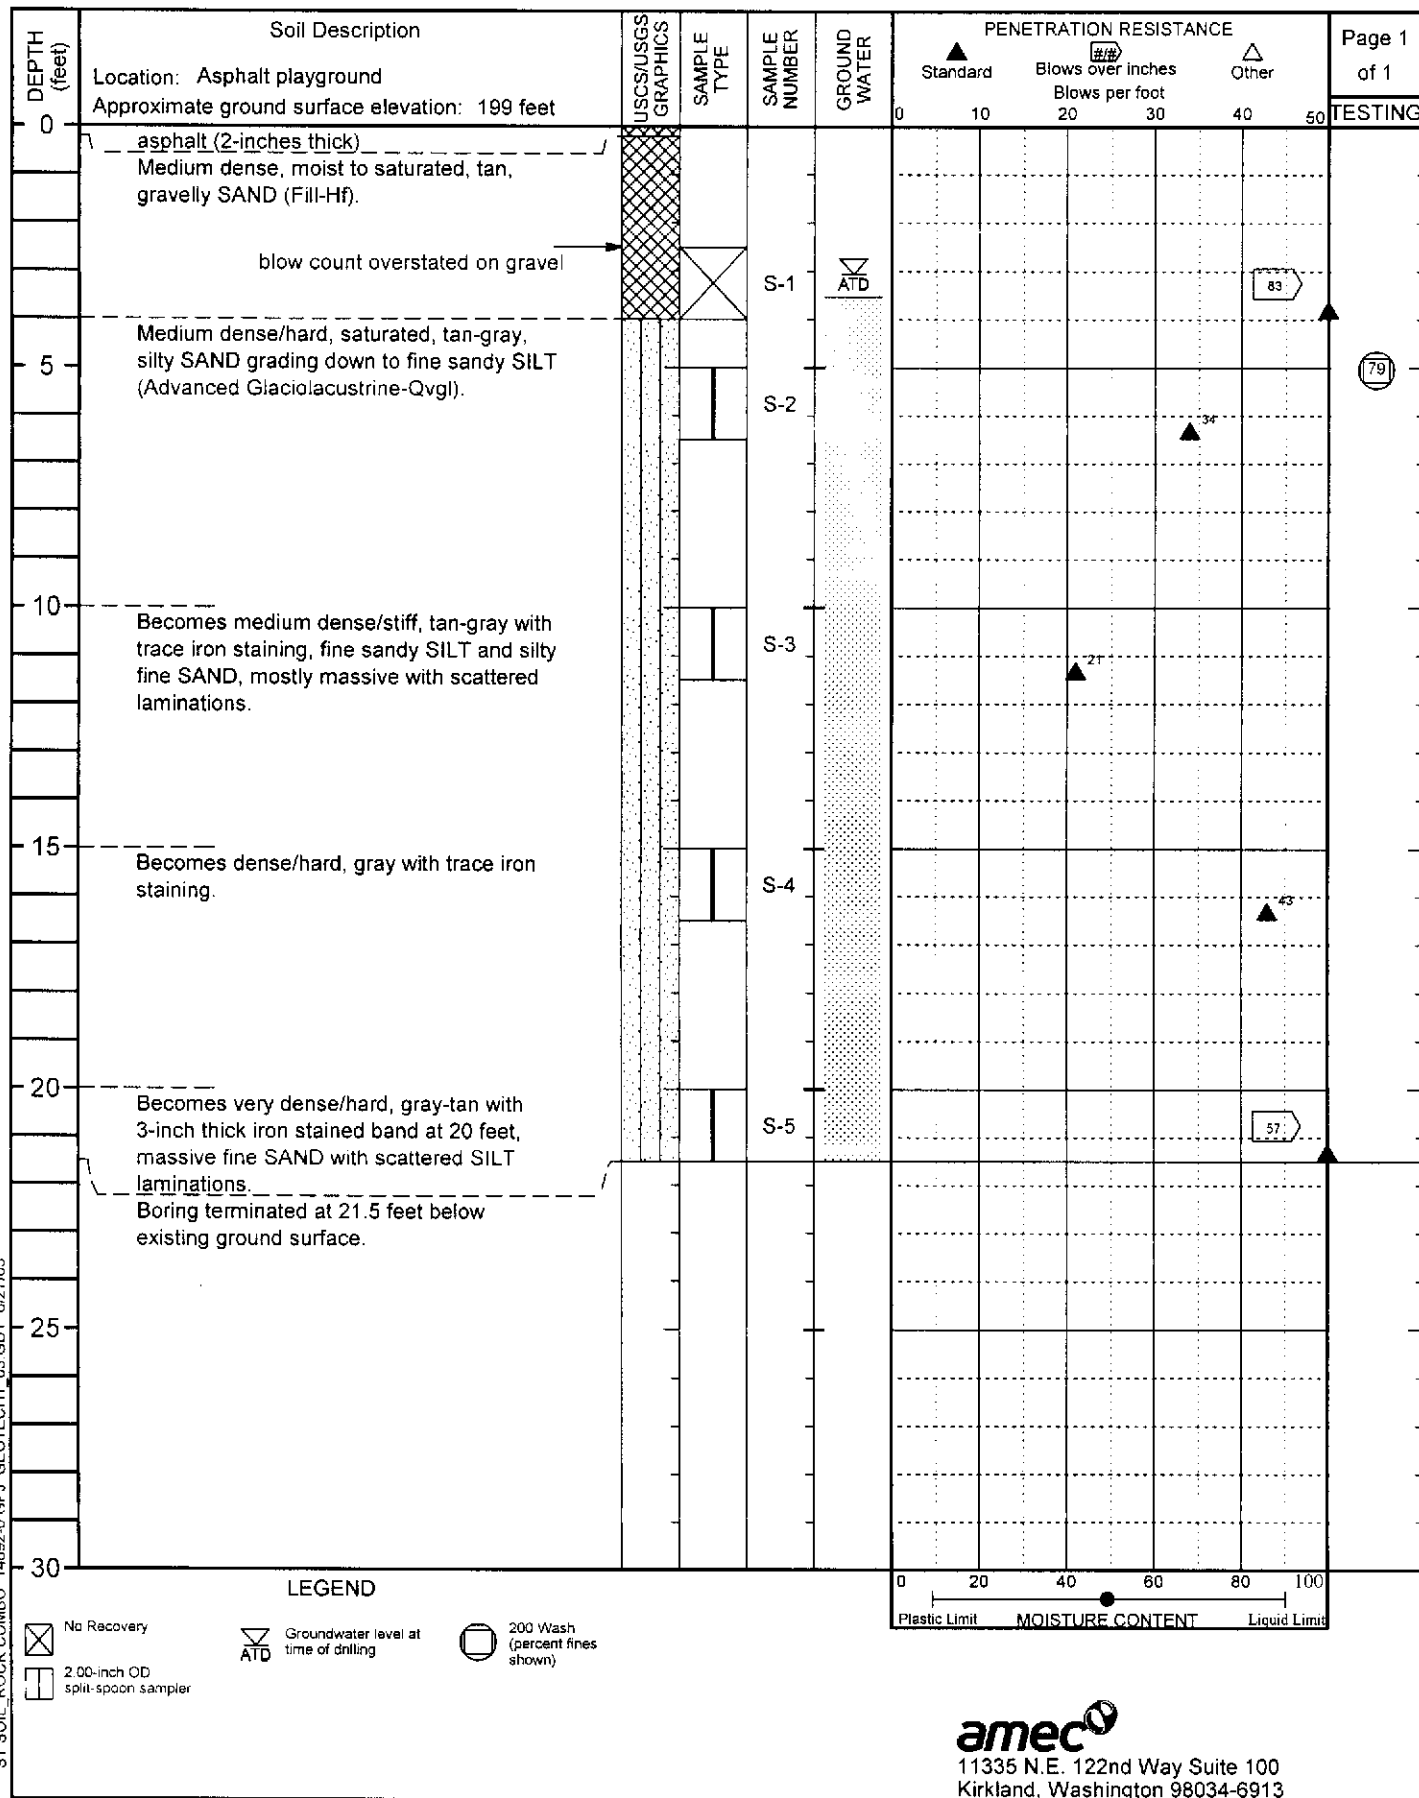 DEPTH
(feet)
Soil Description
Location: Asphalt playground
Approximate ground surface elevation: 199 feet
USCS/USGS
GRAPHICS
SAMPLE
TYPE
SAMPLE
NUMBER
GROUND
WATER
PENETRATION RESISTANCE
Standard
#/#
Blows over inches
Other
Blows per foot
0 10 20 30 40 50
Page 1
of 1
TESTING
0
asphalt (2-inches thick)
Medium dense, moist to saturated, tan,
gravelly SAND (Fill-Hf).
blow count overstated on gravel
S-1
ATD
83
Medium dense/hard, saturated, tan-gray,
silty SAND grading down to fine sandy SILT
(Advanced Glaciolacustrine-Qvgl).
5
S-2
79
34
10
Becomes medium dense/stiff, tan-gray with
trace iron staining, fine sandy SILT and silty
fine SAND, mostly massive with scattered
laminations.
S-3
21
15
Becomes dense/hard, gray with trace iron
staining.
S-4
43
20
Becomes very dense/hard, gray-tan with
3-inch thick iron stained band at 20 feet,
massive fine SAND with scattered SILT
laminations.
S-5
57
Boring terminated at 21.5 feet below
existing ground surface.
25
30
0 20 40 60 80 100
Plastic Limit MOISTURE CONTENT Liquid Limit
LEGEND
No Recovery
2.00-inch OD
split-spoon sampler
ATD
Groundwater level at
time of drilling
200 Wash
(percent fines
shown)
amec
11335 N.E. 122nd Way Suite 100
Kirkland, Washington 98034-6913